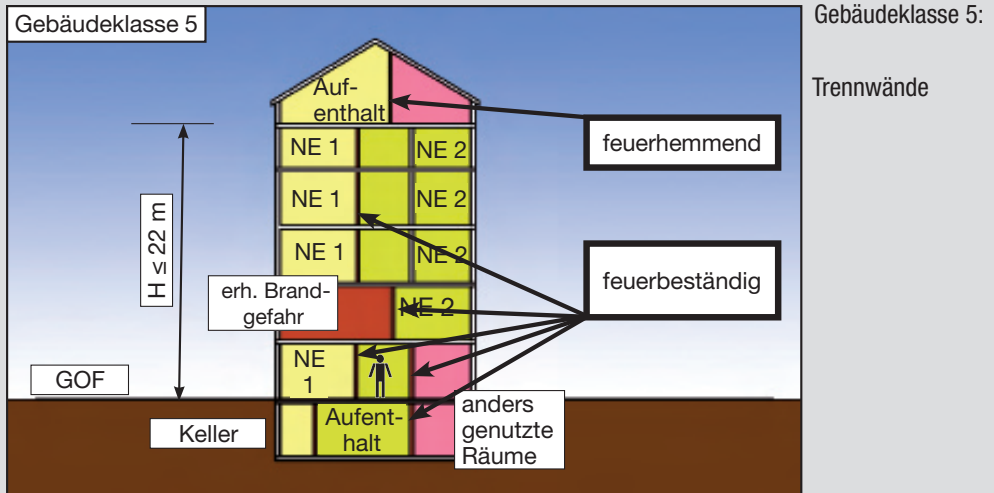 Gebäudeklasse 5
Gebäudeklasse 5:
Trennwände
Auf-
enthalt
feuerhemmend
NE 1
NE 2
NE 1
NE 2
H ≤ 22 m
NE 1
NE 2
feuerbeständig
erh. Brand-
gefahr
NE 2
NE
1
GOF
Keller
Aufent-
halt
anders
genutzte
Räume